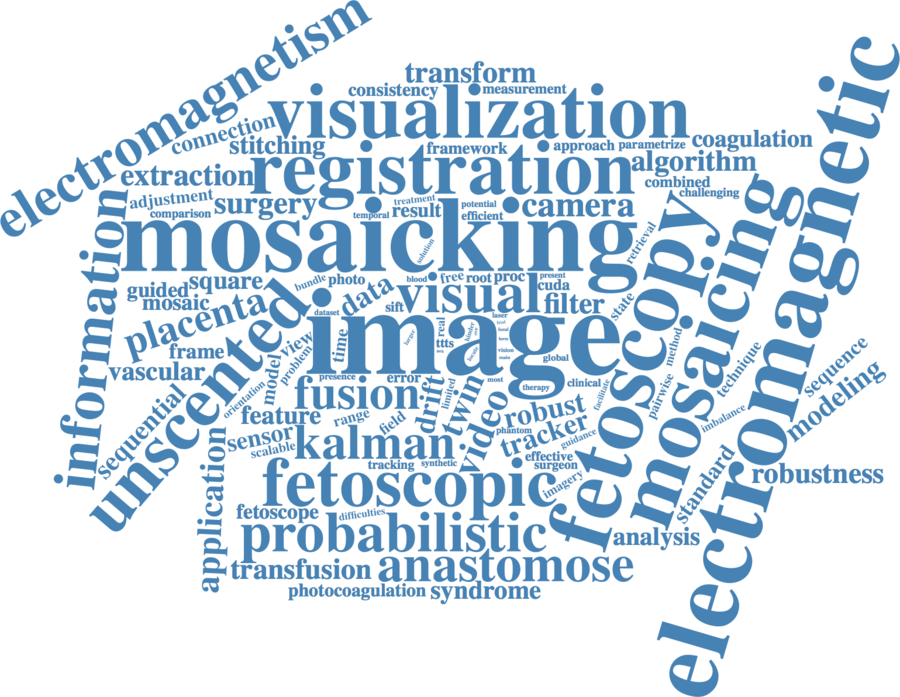 electromagnetism
transform
consistency
measurement
visualization
connection
stitching
framework
approach
parametrize
coagulation
electromagnetic
extraction
registration
algorithm
combined
challenging
adjustment
comparison
surgery
temporal
treatment
result
potential
efficient
camera
mosaicking
solution
retrieval
information
guided
mosaic
square
bundle
photo
data
blood
free
root
proc
present
cuda
sift
visual
filter
state
fetoscopy
mosaicing
placenta
unscented
dataset
image
time
real
ttts
laser
vision
main
global
larger
frame
vascular
view
problem
model
orientation
presence
error
limited
most
therapy
clinical
facilitate
pairwise
method
technique
sequence
modeling
sequential
fusion
drift
twin
feature
range
field
sensor
scalable
kalman
video
robust
phantom
tracker
guidance
imbalance
tracking
synthetic
effective
surgeon
imagery
standard
robustness
application
fetoscopic
fetoscope
difficulties
probabilistic
analysis
transfusion
anastomose
photocoagulation
syndrome